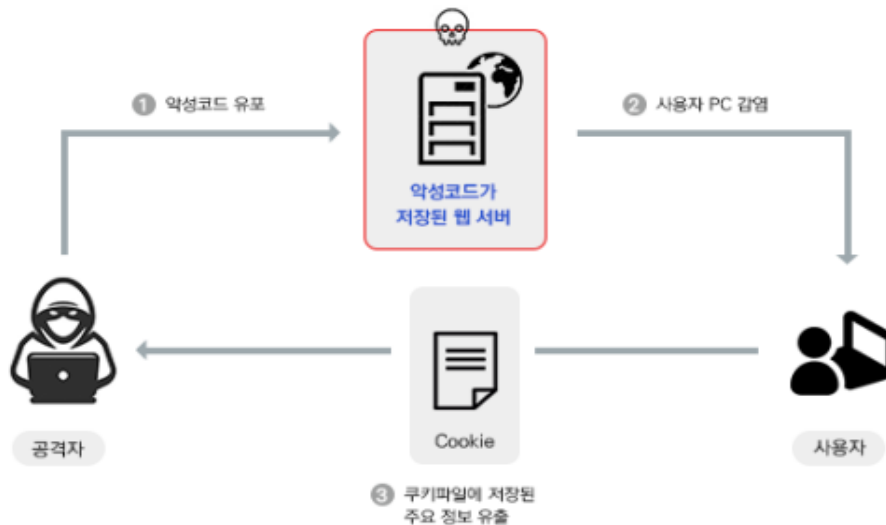 1 악성코드 유포
2 사용자 PC 감염
악성코드가
저장된 웹 서버
공격자
Cookie
사용자
3 쿠키파일에 저장된
주요 정보 유출